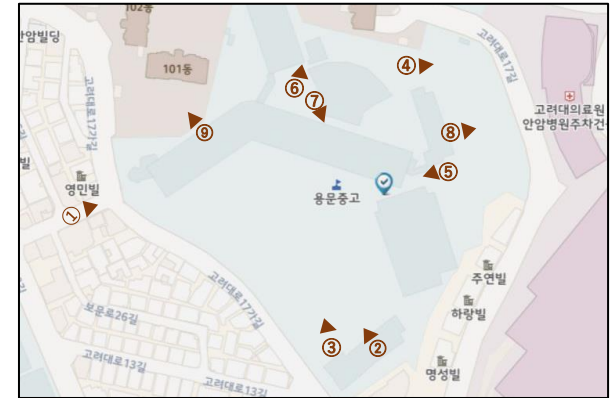 102동
안암빌딩
101동
고려대로17길
④
⑥
⑦
고려대로17가길
고려대의료원
안암병원주차건
⑨
⑧
빌
⑤
영민빌
용문중고
①
주연빌
고려대로17가길
하랑빌
보문로26길
③
②
고려대로13길
명성빌
고려대로13길